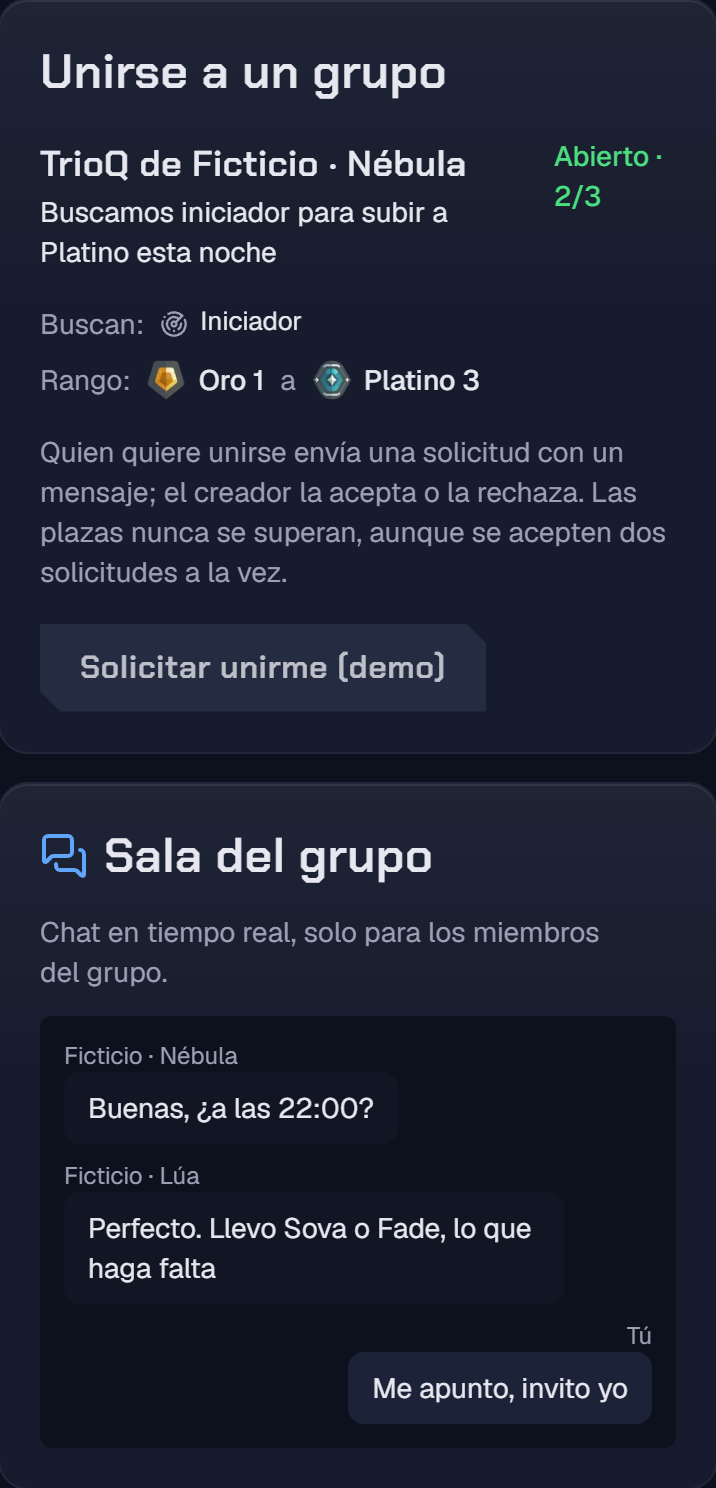 Unirse a un grupo
TrioQ de Ficticio · Nébula
Abierto ·
2/3
Buscamos iniciador para subir a
Platino esta noche
Buscan: Iniciador
Rango: Oro 1 a Platino 3
Quien quiere unirse envía una solicitud con un
mensaje; el creador la acepta o la rechaza. Las
plazas nunca se superan, aunque se acepten dos
solicitudes a la vez.
Solicitar unirme (demo)
Sala del grupo
Chat en tiempo real, solo para los miembros
del grupo.
Ficticio · Nébula
Buenas, ¿a las 22:00?
Ficticio · Lúa
Perfecto. Llevo Sova o Fade, lo que
haga falta
Tú
Me apunto, invito yo